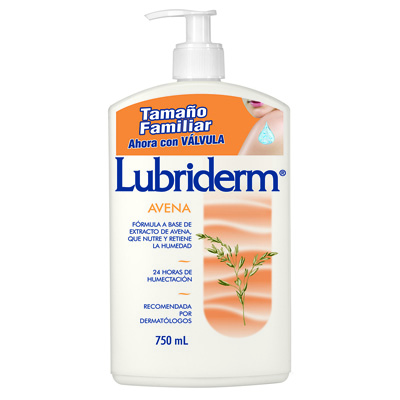 Tamaño
Familiar
Ahora con VÁLVULA
Lubriderm®
AVENA
FÓRMULA A BASE DE
EXTRACTO DE AVENA,
QUE NUTRE Y RETIENE
LA HUMEDAD
24 HORAS DE
HUMECTACIÓN
RECOMENDADA
POR
DERMATÓLOGOS
750 mL